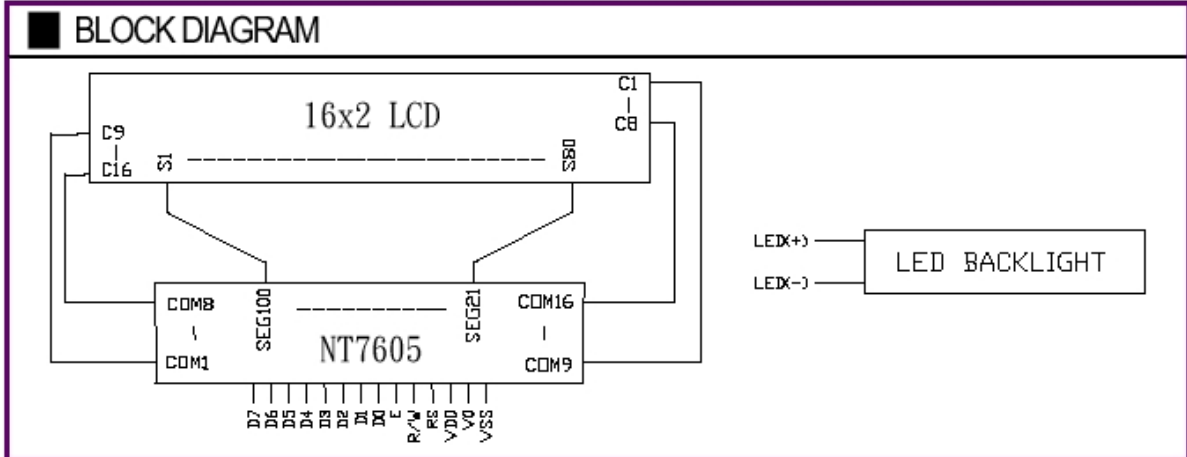 BLOCK DIAGRAM
16x2 LCD
C1
C8
C9
C16
S1
S80
LED(+)
LED(-)
LED BACKLIGHT
COM8
COM1
SEG100
SEG21
COM16
COM9
NT7605
D7
D6
D5
D4
D3
D2
D1
D0
E
R/W
RS
VDD
V0
VSS